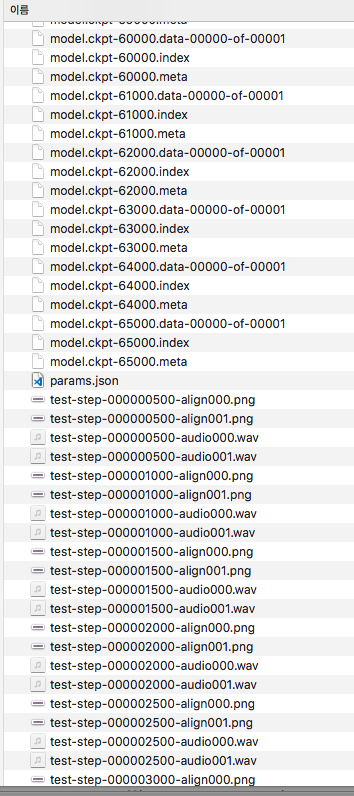 이름
model.ckpt-60000.data-00000-of-00001
model.ckpt-60000.index
model.ckpt-60000.meta
model.ckpt-61000.data-00000-of-00001
model.ckpt-61000.index
model.ckpt-61000.meta
model.ckpt-62000.data-00000-of-00001
model.ckpt-62000.index
model.ckpt-62000.meta
model.ckpt-63000.data-00000-of-00001
model.ckpt-63000.index
model.ckpt-63000.meta
model.ckpt-64000.data-00000-of-00001
model.ckpt-64000.index
model.ckpt-64000.meta
model.ckpt-65000.data-00000-of-00001
model.ckpt-65000.index
model.ckpt-65000.meta
params.json
test-step-000000500-align000.png
test-step-000000500-align001.png
test-step-000000500-audio000.wav
test-step-000000500-audio001.wav
test-step-000001000-align000.png
test-step-000001000-align001.png
test-step-000001000-audio000.wav
test-step-000001000-audio001.wav
test-step-000001500-align000.png
test-step-000001500-align001.png
test-step-000001500-audio000.wav
test-step-000001500-audio001.wav
test-step-000002000-align000.png
test-step-000002000-align001.png
test-step-000002000-audio000.wav
test-step-000002000-audio001.wav
test-step-000002500-align000.png
test-step-000002500-align001.png
test-step-000002500-audio000.wav
test-step-000002500-audio001.wav
test-step-000003000-align000.png